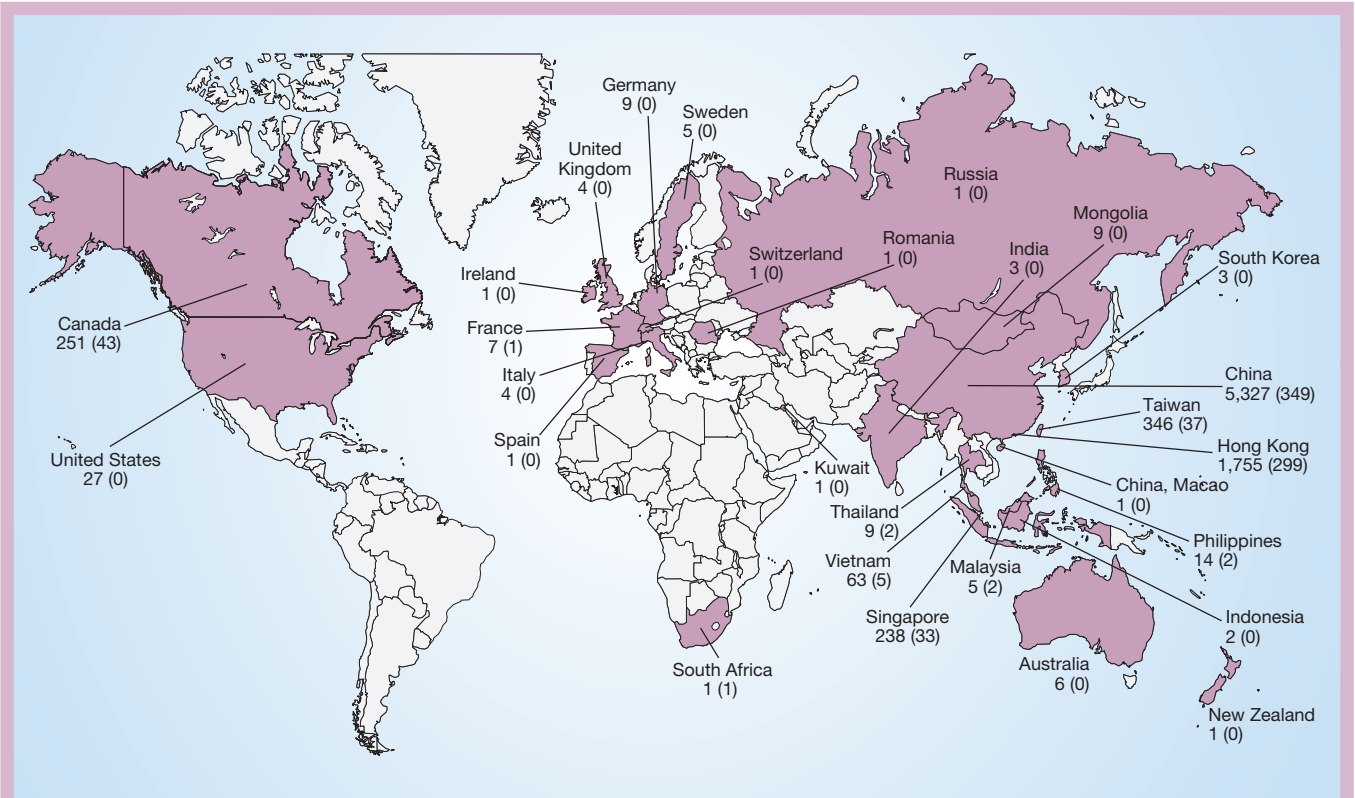 Germany
9 (0)
Sweden
5 (0)
United
Kingdom
4 (0)
Russia
1 (0)
Mongolia
9 (0)
Switzerland
1 (0)
Romania
1 (0)
India
3 (0)
South Korea
3 (0)
Ireland
1 (0)
Canada
251 (43)
France
7 (1)
Italy
4 (0)
China
5,327 (349)
Taiwan
346 (37)
Spain
1 (0)
Hong Kong
1,755 (299)
United States
27 (0)
Kuwait
1 (0)
China, Macao
1 (0)
Thailand
9 (2)
Philippines
14 (2)
Vietnam
63 (5)
Malaysia
5 (2)
Singapore
238 (33)
Indonesia
2 (0)
South Africa
1 (1)
Australia
6 (0)
New Zealand
1 (0)